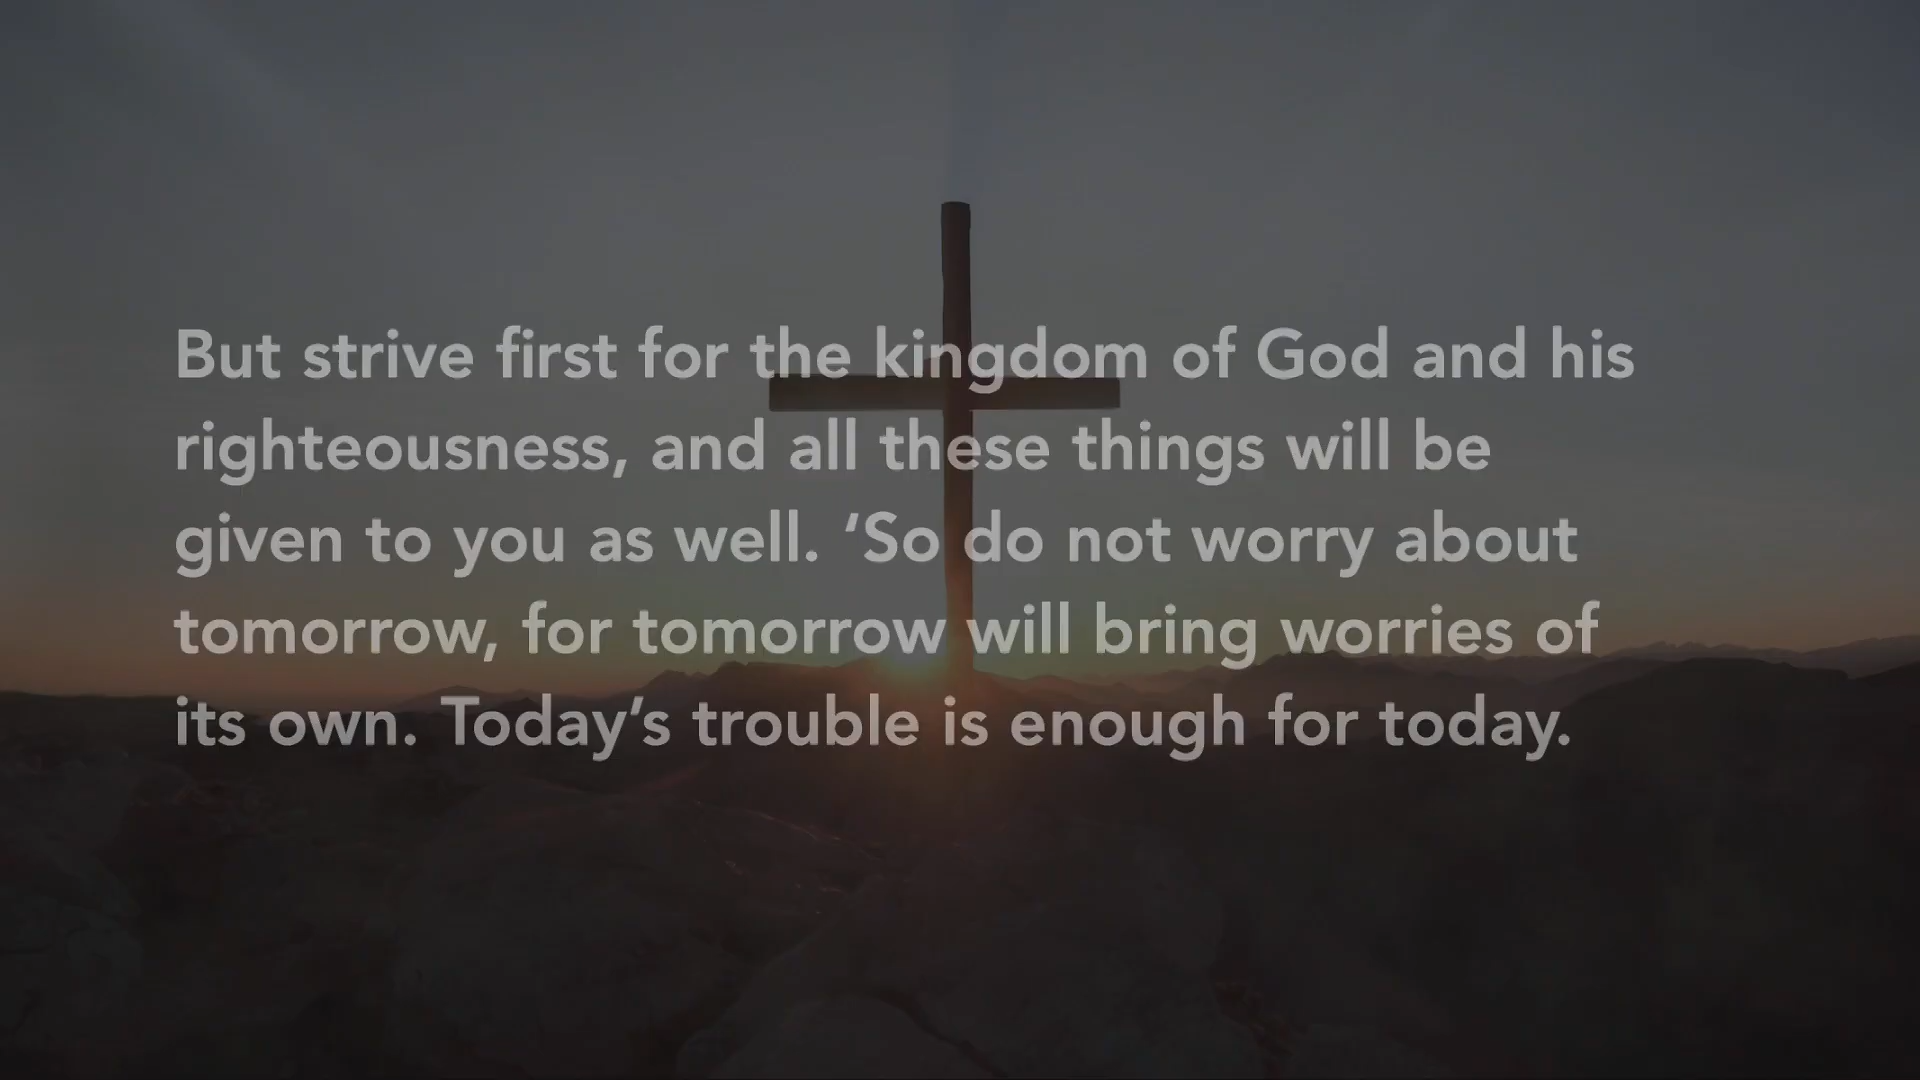 But strive first for the kingdom of God and his
righteousness, and all these things will be
given to you as well. ‘So do not worry about
tomorrow, for tomorrow will bring worries of
its own. Today’s trouble is enough for today.